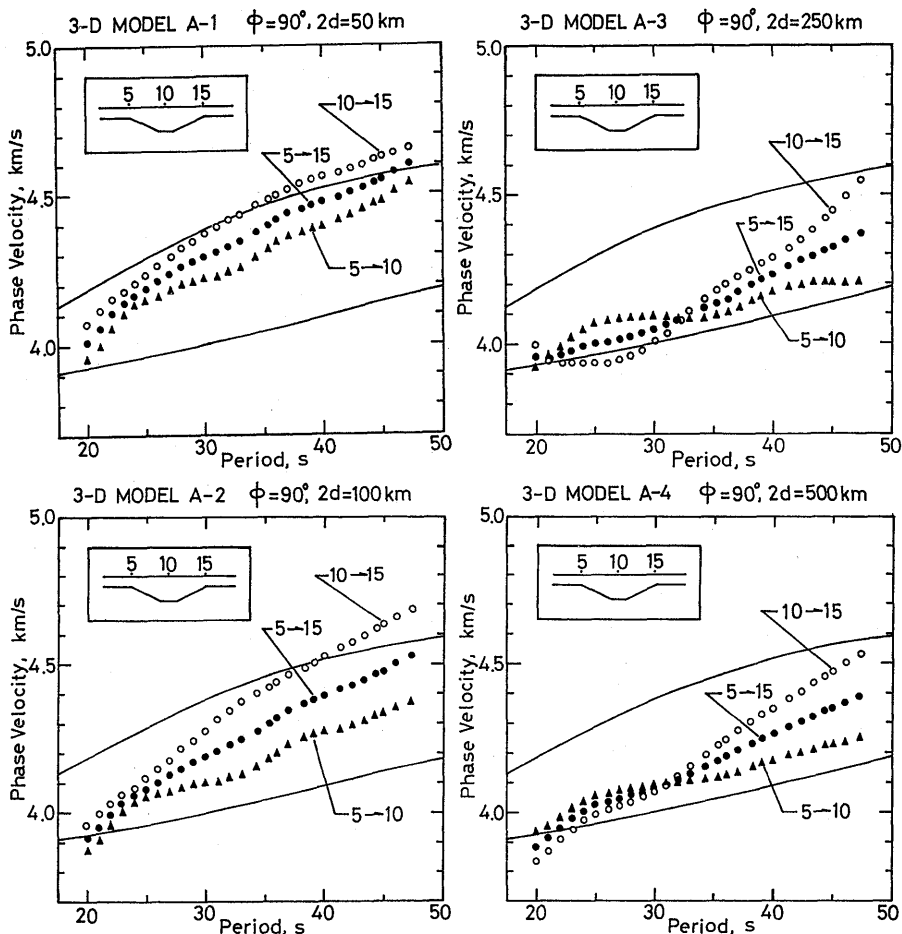 3-D MODEL A-1 ϕ=90°, 2d=50 km
5.0
4.5
4.0
Phase Velocity, km/s
5 10 15
10→15
5→15
5→10
20 30 40 50
Period, s
3-D MODEL A-3 ϕ=90°, 2d=250 km
5.0
4.5
4.0
Phase Velocity, km/s
5 10 15
10→15
5→15
5→10
20 30 40 50
Period, s
3-D MODEL A-2 ϕ=90°, 2d=100 km
5.0
4.5
4.0
Phase Velocity, km/s
5 10 15
10→15
5→15
5→10
20 30 40 50
Period, s
3-D MODEL A-4 ϕ=90°, 2d=500 km
5.0
4.5
4.0
Phase Velocity, km/s
5 10 15
10→15
5→15
5→10
20 30 40 50
Period, s